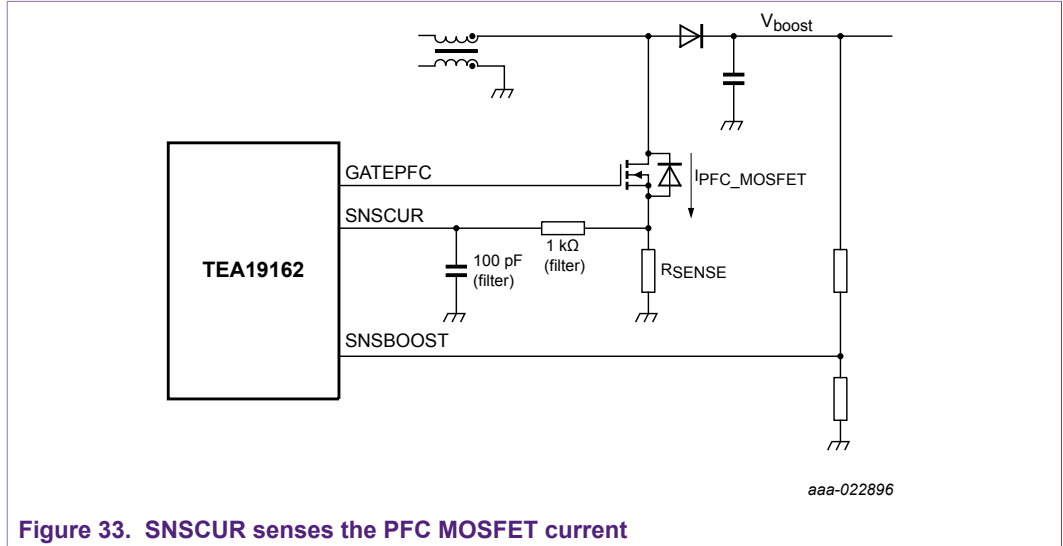 Vboost
GATEPFC
IPFC_MOSFET
SNSCUR
TEA19162
100 pF
(filter)
1 kΩ
(filter)
RSENSE
SNSBOOST
aaa-022896
Figure 33. SNSCUR senses the PFC MOSFET current